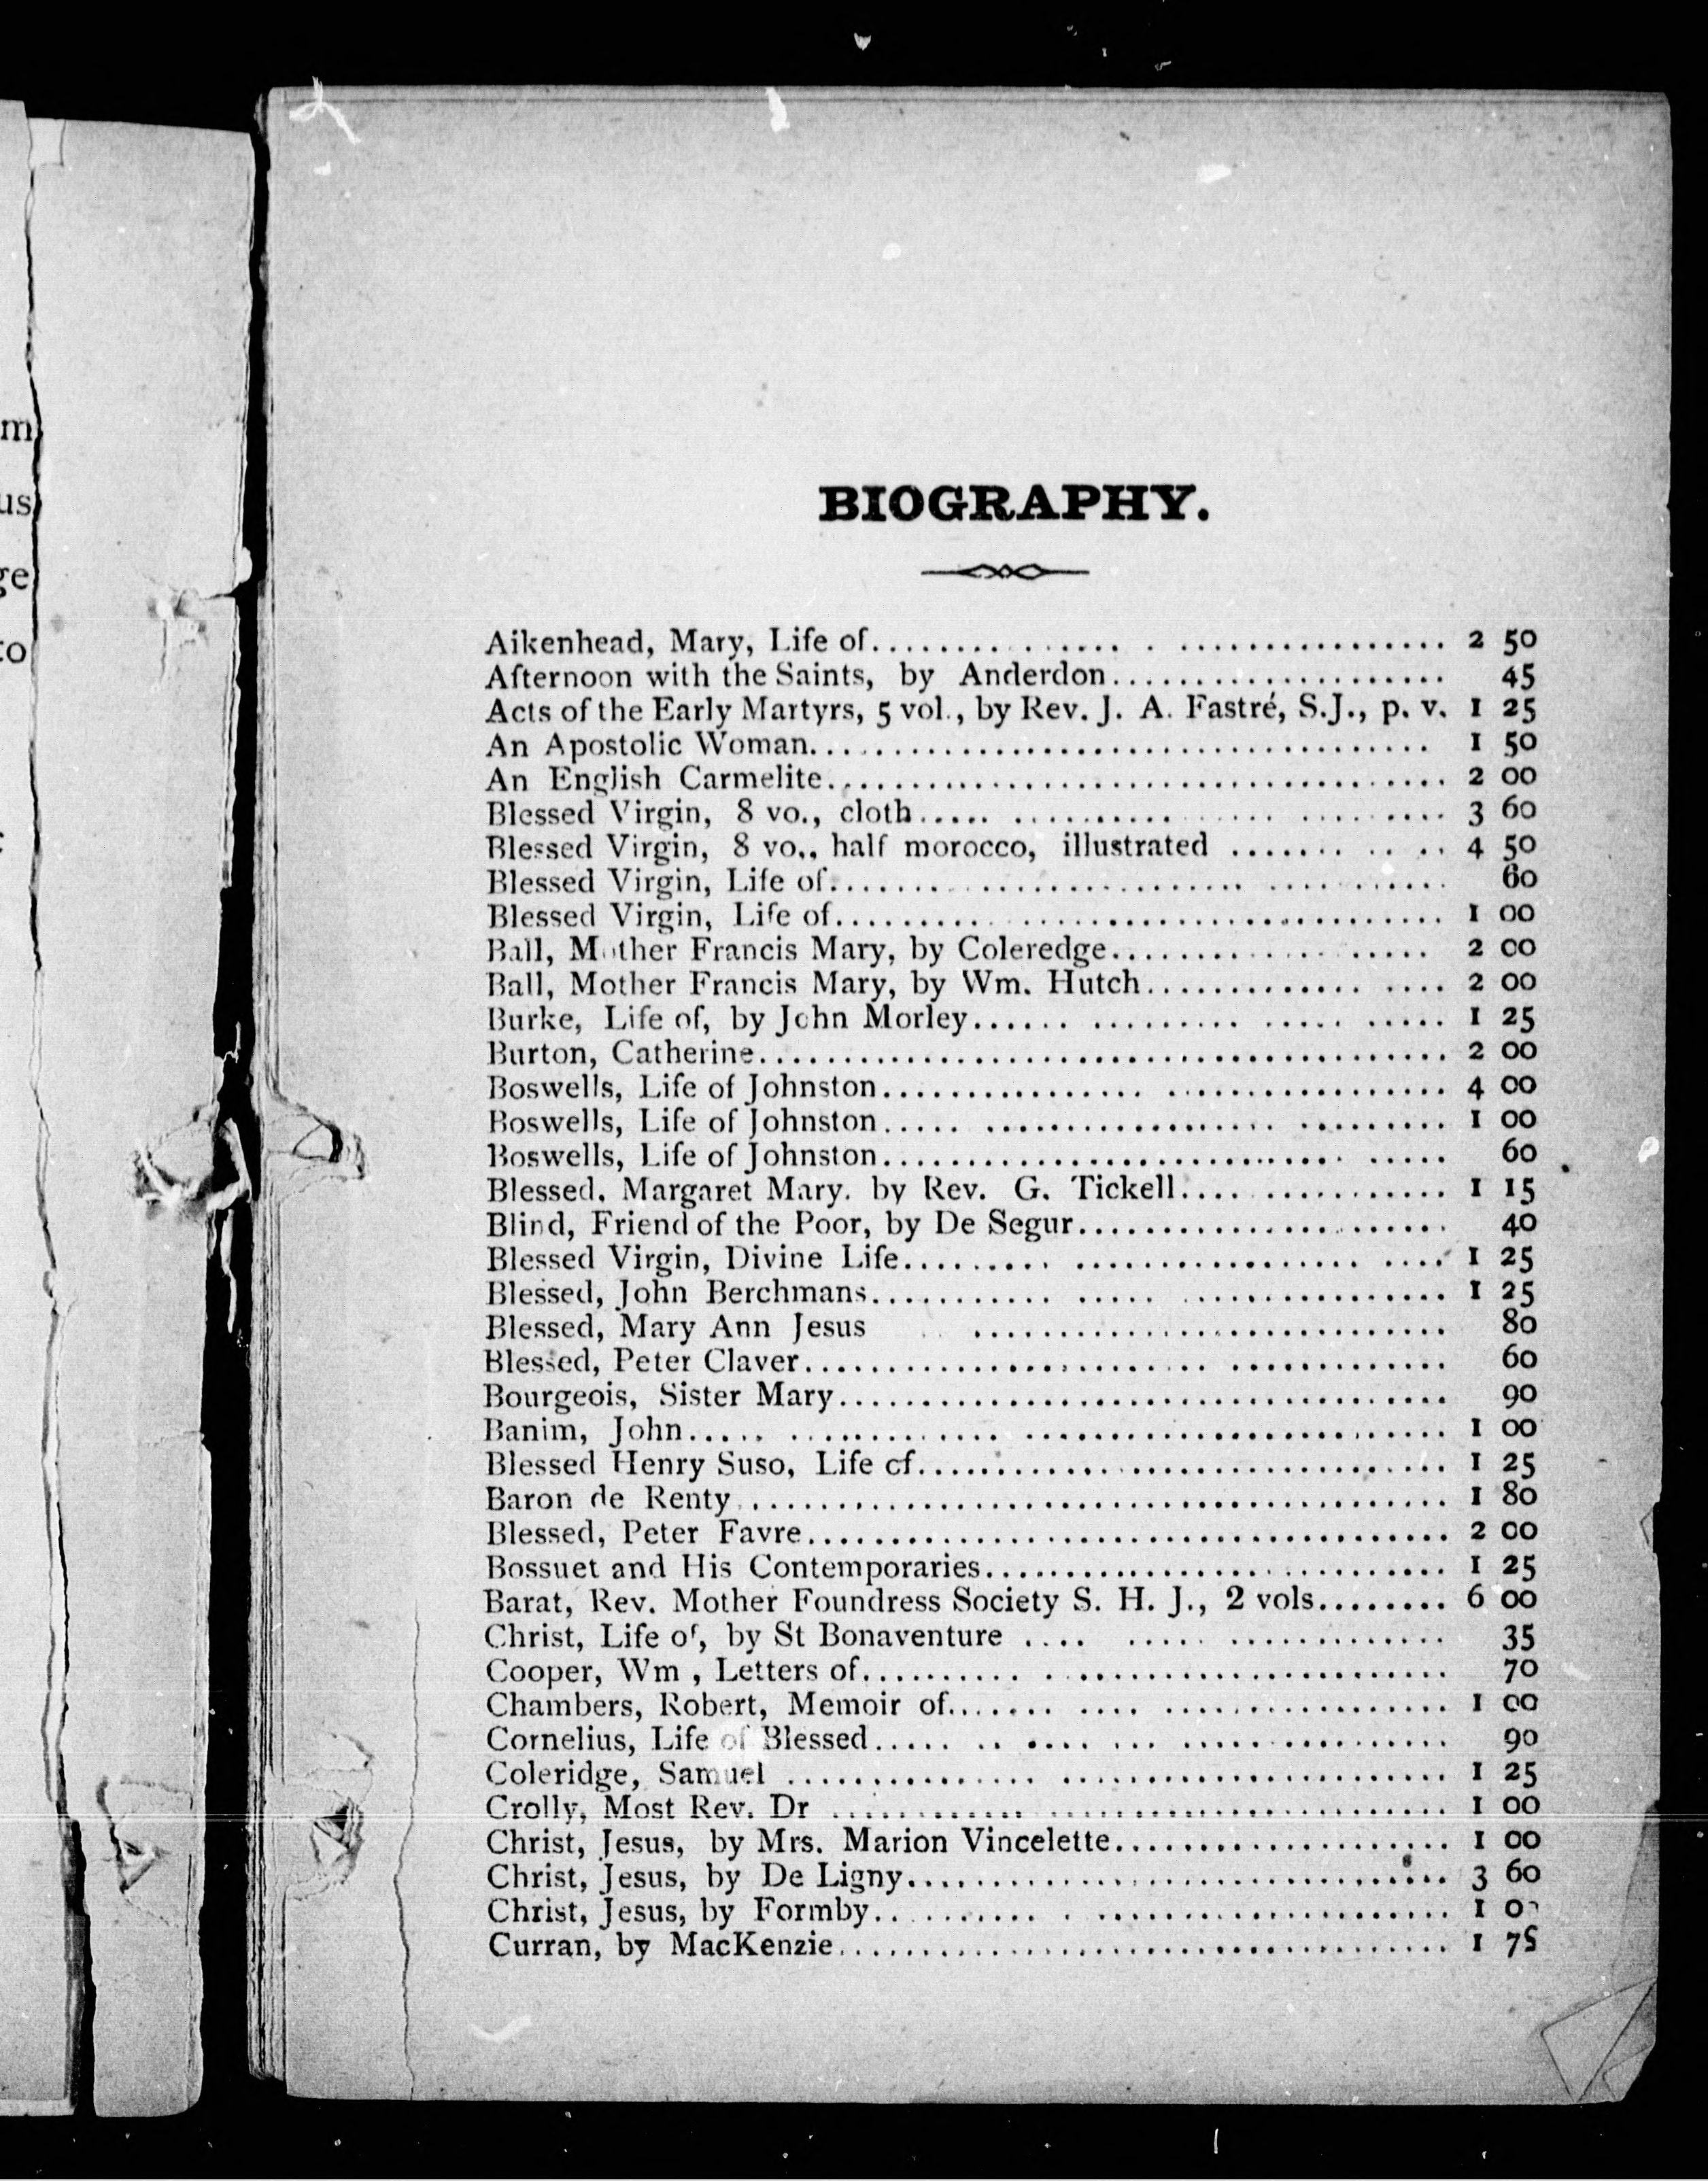 m
us
ge
to
BIOGRAPHY.
Aikenhead, Mary, Life of................................ 2 50
Afternoon with the Saints, by Anderdon.................... 45
Acts of the Early Martyrs, 5 vol., by Rev. J. A. Fastré, S.J., p. v. 1 25
An Apostolic Woman..................................... 1 50
An English Carmelite..................................... 2 00
Blessed Virgin, 8 vo., cloth................................ 3 60
Blessed Virgin, 8 vo., half morocco, illustrated ............. 4 50
Blessed Virgin, Life of.................................... 60
Blessed Virgin, Life of.................................... 1 00
Ball, Mother Francis Mary, by Coleredge................... 2 00
Ball, Mother Francis Mary, by Wm. Hutch.................. 2 00
Burke, Life of, by John Morley............................ 1 25
Burton, Catherine......................................... 2 00
Boswells, Life of Johnston................................. 4 00
Boswells, Life of Johnston................................. 1 00
Boswells, Life of Johnston................................. 60
Blessed, Margaret Mary, by Rev. G. Tickell................ 1 15
Blind, Friend of the Poor, by De Segur...................... 40
Blessed Virgin, Divine Life................................ 1 25
Blessed, John Berchmans.................................. 1 25
Blessed, Mary Ann Jesus ............................. 80
Blessed, Peter Claver...................................... 60
Bourgeois, Sister Mary.................................... 90
Banim, John............................................. 1 00
Blessed Henry Suso, Life of................................ 1 25
Baron de Renty.......................................... 1 80
Blessed, Peter Favre...................................... 2 00
Bossuet and His Contemporaries........................... 1 25
Barat, Rev. Mother Foundress Society S. H. J., 2 vols........ 6 00
Christ, Life of, by St Bonaventure ......................... 35
Cooper, Wm , Letters of................................... 70
Chambers, Robert, Memoir of.............................. 1 00
Cornelius, Life of Blessed.................................. 90
Coleridge, Samuel ....................................... 1 25
Crolly, Most Rev. Dr ..................................... 1 00
Christ, Jesus, by Mrs. Marion Vincelette.................... 1 00
Christ, Jesus, by De Ligny................................ 3 60
Christ, Jesus, by Formby.................................. 1 00
Curran, by MacKenzie.................................... 1 75